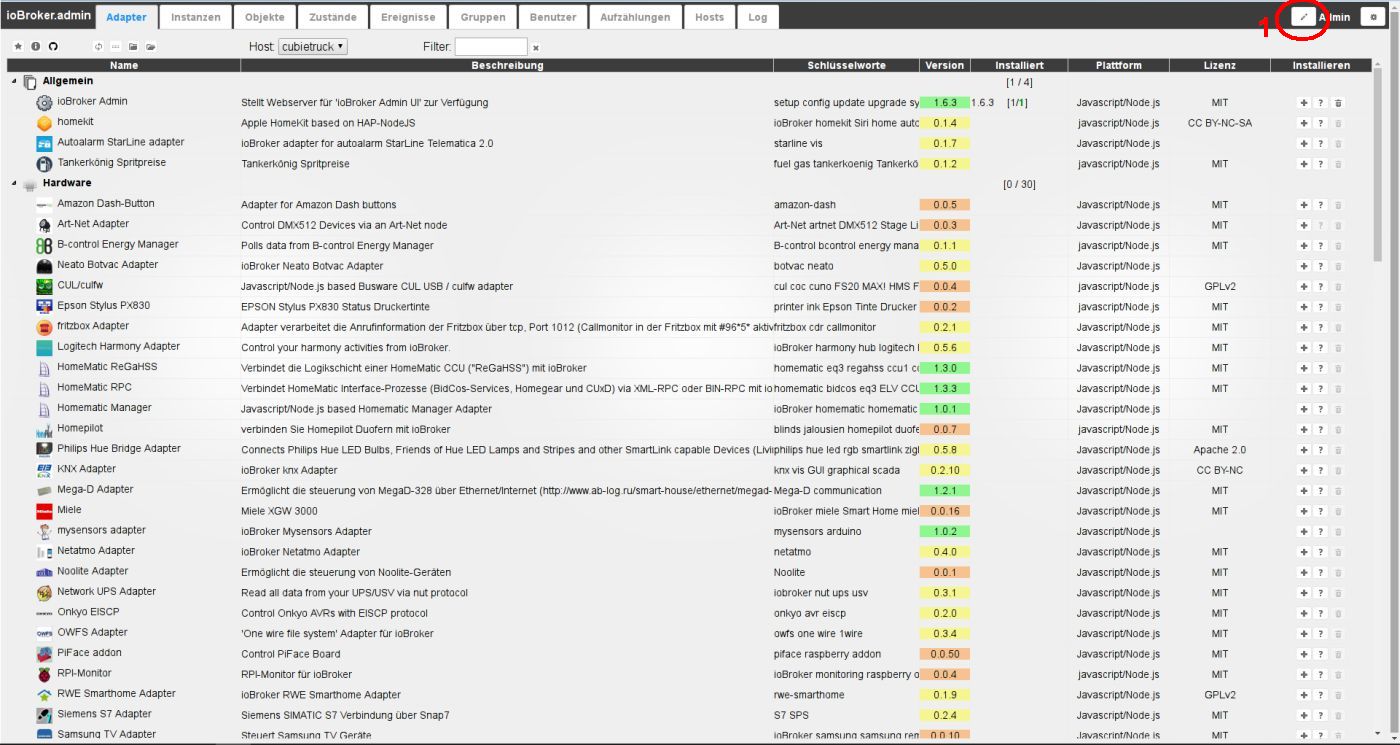 ioBroker.admin Adapter Instanzen Objekte Zustände Ereignisse Gruppen Benutzer Aufzählungen Hosts Log 1 Admin
Host: cubietruck Filter:
Name Beschreibung Schlüsselworte Version Installiert Plattform Lizenz Installieren
Allgemein [1 / 4]
ioBroker Admin Stellt Webserver für 'ioBroker Admin UI' zur Verfügung setup config update upgrade sy 1.6.3 1.6.3 [1/1] Javascript/Node.js MIT + ?
homekit Apple HomeKit based on HAP-NodeJS ioBroker homekit Siri home auto 0.1.4 javascript/Node.js CC BY-NC-SA + ?
Autoalarm StarLine adapter ioBroker adapter for autoalarm StarLine Telematica 2.0 starline vis 0.1.7 javascript/Node.js + ?
Tankerkönig Spritpreise Tankerkönig Spritpreise fuel gas tankerkoenig Tankerkö 0.1.2 javascript/Node.js MIT + ?
Hardware [0 / 30]
Amazon Dash-Button Adapter for Amazon Dash buttons amazon-dash 0.0.5 Javascript/Node.js MIT + ?
Art-Net Adapter Control DMX512 Devices via an Art-Net node Art-Net artnet DMX512 Stage Li 0.0.3 Javascript/Node.js MIT + ?
B-control Energy Manager Polls data from B-control Energy Manager B-control bcontrol energy mana 0.1.1 javascript/Node.js MIT + ?
Neato Botvac Adapter ioBroker Neato Botvac Adapter botvac neato 0.5.0 Javascript/Node.js + ?
CUL/culfw Javascript/Node.js based Busware CUL USB / culfw adapter cul coc cuno FS20 MAX! HMS F 0.0.4 Javascript/Node.js GPLv2 + ?
Epson Stylus PX830 EPSON Stylus PX830 Status Druckertinte printer ink Epson Tinte Drucker 0.0.2 javascript/Node.js MIT + ?
fritzbox Adapter Adapter verarbeitet die Anrufinformation der Fritzbox über tcp, Port 1012 (Callmonitor in der Fritzbox mit #96*5* aktiv fritzbox cdr callmonitor 0.2.1 Javascript/Node.js MIT + ?
Logitech Harmony Adapter Control your harmony activities from ioBroker. ioBroker harmony hub logitech 0.5.6 Javascript/Node.js MIT + ?
HomeMatic ReGaHSS Verbindet die Logikschicht einer HomeMatic CCU ("ReGaHSS") mit ioBroker homematic eq3 regahss ccu1 cc 1.3.0 Javascript/Node.js MIT + ?
HomeMatic RPC Verbindet HomeMatic Interface-Prozesse (BidCos-Services, Homegear und CUxD) via XML-RPC oder BIN-RPC mit io homematic bidcos eq3 ELV CCU 1.3.3 Javascript/Node.js MIT + ?
Homematic Manager Javascript/Node.js based Homematic Manager Adapter ioBroker homematic homematic 1.0.1 Javascript/Node.js + ?
Homepilot verbinden Sie Homepilot Duofern mit ioBroker blinds jalousien homepilot duofe 0.0.7 javascript/Node.js MIT + ?
Philips Hue Bridge Adapter Connects Philips Hue LED Bulbs, Friends of Hue LED Lamps and Stripes and other SmartLink capable Devices (Livi philips hue led rgb smartlink zigl 0.5.8 Javascript/Node.js Apache 2.0 + ?
KNX Adapter ioBroker knx Adapter knx vis GUI graphical scada 0.2.10 Javascript/Node.js CC BY-NC + ?
Mega-D Adapter Ermöglicht die steuerung von MegaD-328 über Ethernet/Internet (http://www.ab-log.ru/smart-house/ethernet/megad- Mega-D communication 1.2.1 Javascript/Node.js MIT + ?
Miele Miele XGW 3000 ioBroker miele Smart Home miel 0.0.16 Javascript/Node.js MIT + ?
mysensors adapter ioBroker Mysensors Adapter mysensors arduino 1.0.2 Javascript/Node.js MIT + ?
Netatmo Adapter ioBroker Netatmo Adapter netatmo 0.4.0 Javascript/Node.js MIT + ?
Noolite Adapter Ermöglicht die steuerung von Noolite-Geräten Noolite 0.0.1 Javascript/Node.js MIT + ?
Network UPS Adapter Read all data from your UPS/USV via nut protocol iobroker nut ups usv 0.3.1 Javascript/Node.js MIT + ?
Onkyo EISCP Control Onkyo AVRs with EISCP protocol onkyo avr eiscp 0.2.0 Javascript/Node.js MIT + ?
OWFS Adapter 'One wire file system' Adapter für ioBroker owfs one wire 1wire 0.3.4 Javascript/Node.js MIT + ?
PiFace addon Control PiFace Board piface raspberry addon 0.0.50 Javascript/Node.js MIT + ?
RPI-Monitor RPI-Monitor für ioBroker ioBroker monitoring raspberry o 0.0.4 Javascript/Node.js MIT + ?
RWE Smarthome Adapter ioBroker RWE Smarthome Adapter rwe-smarthome 0.1.9 Javascript/Node.js GPLv2 + ?
Siemens S7 Adapter Siemens SIMATIC S7 Verbindung über Snap7 S7 SPS 0.2.4 Javascript/Node.js MIT + ?
Samsung TV Adapter Steuert Samsung TV Geräte ioBroker samsung samsung rem 0.0.10 Javascript/Node.js MIT + ?